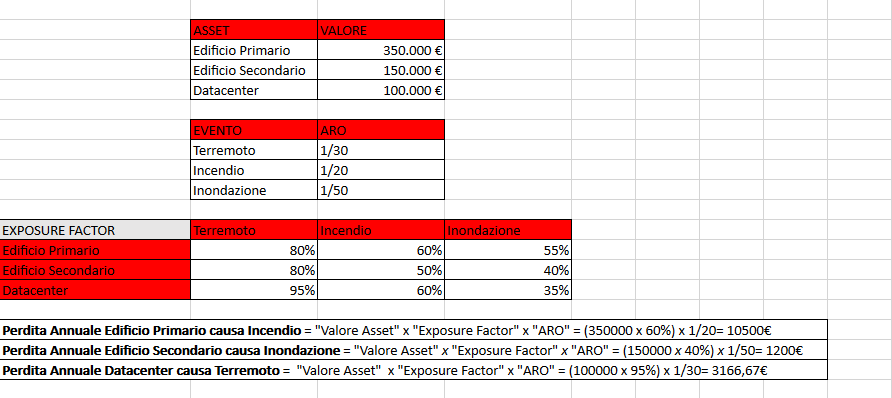 ASSET VALORE
Edificio Primario 350.000 €
Edificio Secondario 150.000 €
Datacenter 100.000 €
EVENTO ARO
Terremoto 1/30
Incendio 1/20
Inondazione 1/50
EXPOSURE FACTOR Terremoto Incendio Inondazione
Edificio Primario 80% 60% 55%
Edificio Secondario 80% 50% 40%
Datacenter 95% 60% 35%
Perdita Annuale Edificio Primario causa Incendio = "Valore Asset" x "Exposure Factor" x "ARO" = (350000 x 60%) x 1/20= 10500€
Perdita Annuale Edificio Secondario causa Inondazione = "Valore Asset" x "Exposure Factor" x "ARO" = (150000 x 40%) x 1/50= 1200€
Perdita Annuale Datacenter causa Terremoto = "Valore Asset" x "Exposure Factor" x "ARO" = (100000 x 95%) x 1/30= 3166,67€